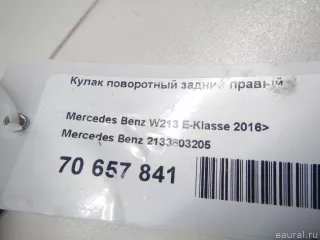 Кулак поворотный задний правый
Mercedes Benz W213 E-Klasse 2016>
Mercedes Benz 2133503205
70 657 841
eaural.ru